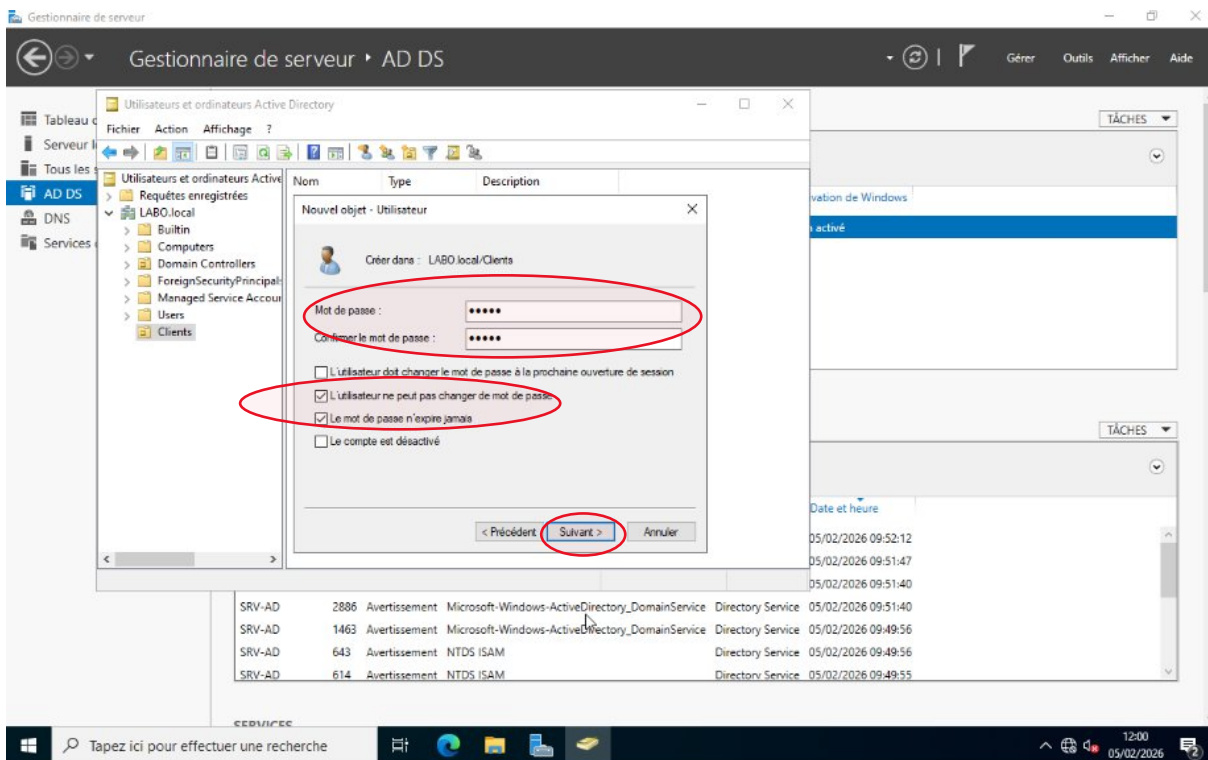 Gestionnaire de serveur
Gestionnaire de serveur ‣ AD DS
Gérer Outils Afficher Aide
Tableau d
Serveur l
Tous les s
AD DS
DNS
Services
TÂCHES
Utilisateurs et ordinateurs Active Directory
Fichier Action Affichage ?
Utilisateurs et ordinateurs Active
Requêtes enregistrées
LABO.local
Builtin
Computers
Domain Controllers
ForeignSecurityPrincipal
Managed Service Accour
Users
Clients
Nom Type Description
Nouvel objet - Utilisateur
Créer dans : LABO.local/Clients
Mot de passe : •••••
Confirmer le mot de passe : •••••
L'utilisateur doit changer le mot de passe à la prochaine ouverture de session
L'utilisateur ne peut pas changer de mot de passe
Le mot de passe n'expire jamais
Le compte est désactivé
< Précédent Suivant > Annuler
vation de Windows
activé
TÂCHES
Date et heure
05/02/2026 09:52:12
05/02/2026 09:51:47
05/02/2026 09:51:40
SRV-AD 2886 Avertissement Microsoft-Windows-ActiveDirectory_DomainService Directory Service 05/02/2026 09:51:40
SRV-AD 1463 Avertissement Microsoft-Windows-ActiveDirectory_DomainService Directory Service 05/02/2026 09:49:56
SRV-AD 643 Avertissement NTDS ISAM Directory Service 05/02/2026 09:49:56
SRV-AD 614 Avertissement NTDS ISAM Directory Service 05/02/2026 09:49:55
SERVICES
Tapez ici pour effectuer une recherche
12:00
05/02/2026
2